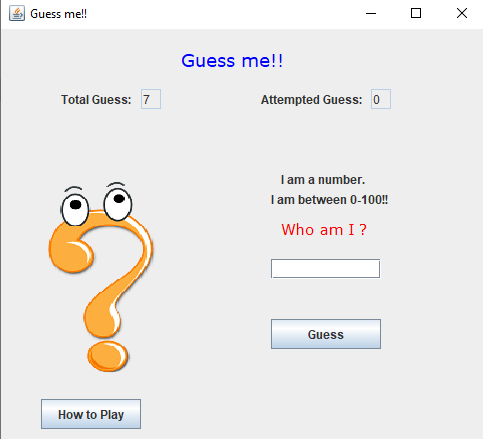 Guess me!!
Guess me!!
Total Guess: 7 Attempted Guess: 0
I am a number.
I am between 0-100!!
Who am I ?
Guess
How to Play